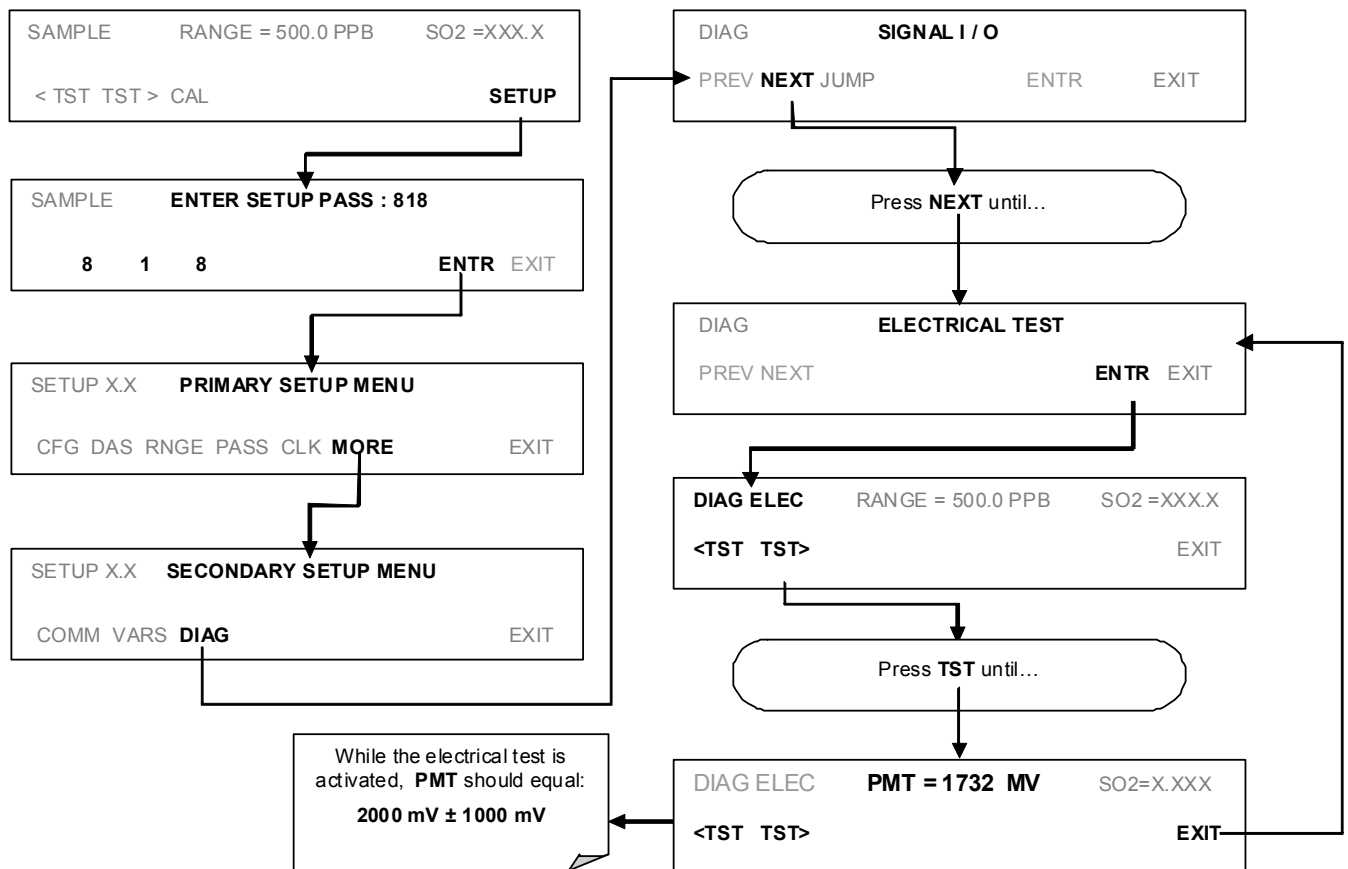 SAMPLE RANGE = 500.0 PPB SO2 =XXX.X
< TST TST > CAL SETUP
SAMPLE ENTER SETUP PASS : 818
8 1 8 ENTR EXIT
SETUP X.X PRIMARY SETUP MENU
CFG DAS RNGE PASS CLK MORE EXIT
SETUP X.X SECONDARY SETUP MENU
COMM VARS DIAG EXIT
DIAG SIGNAL I / O
PREV NEXT JUMP ENTR EXIT
Press NEXT until…
DIAG ELECTRICAL TEST
PREV NEXT ENTR EXIT
DIAG ELEC RANGE = 500.0 PPB SO2 =XXX.X
<TST TST> EXIT
Press TST until…
DIAG ELEC PMT = 1732 MV SO2=X.XXX
<TST TST> EXIT
While the electrical test is
activated, PMT should equal:
2000 mV ± 1000 mV